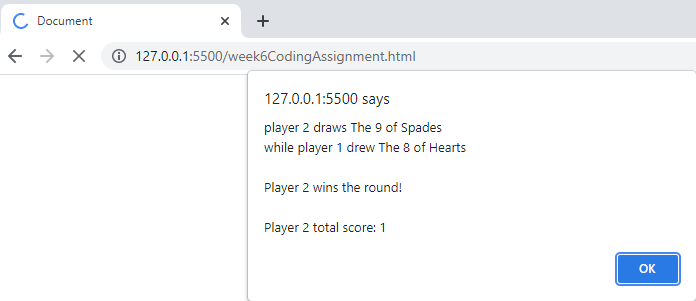 Document
127.0.0.1:5500/week6CodingAssignment.html
127.0.0.1:5500 says
player 2 draws The 9 of Spades
while player 1 drew The 8 of Hearts
Player 2 wins the round!
Player 2 total score: 1
OK